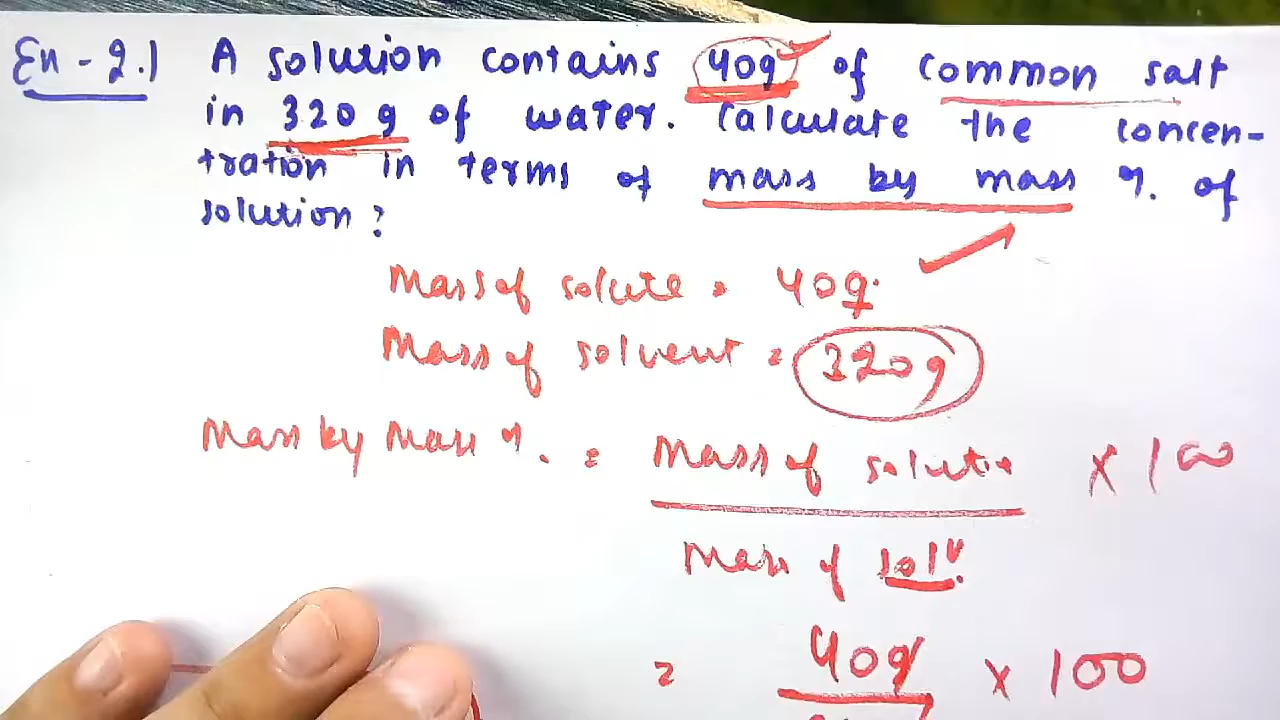 Ex - 2.1 A solution contains 40g of common salt
in 320 g of water. Calculate the concen-
tration in terms of mass by mass % of
solution ?
Mass of solute = 40g.
Mass of solvent = 320g
Mass by Mass % . = Mass of solute × 100
Mass of solⁿ.
= 40g × 100